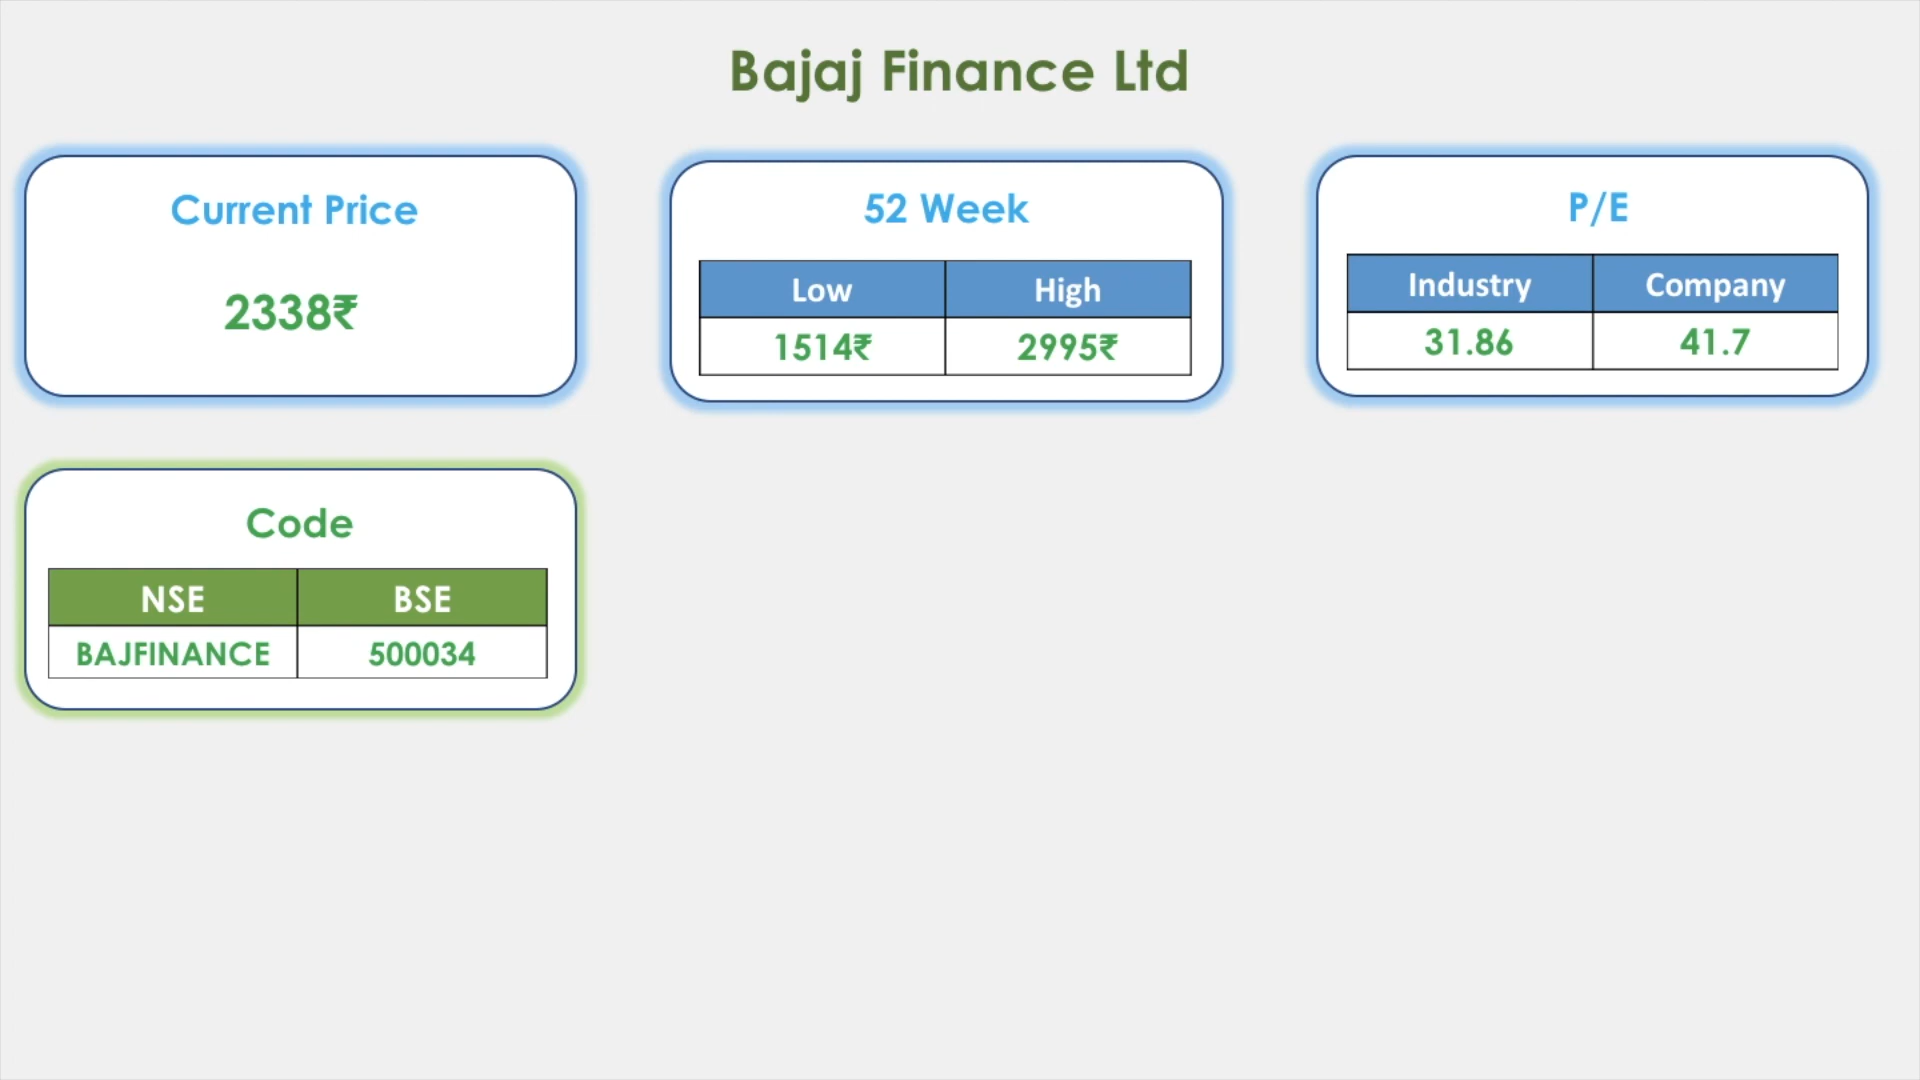 Bajaj Finance Ltd
Current Price
2338₹
52 Week
Low High
1514₹ 2995₹
P/E
Industry Company
31.86 41.7
Code
NSE BSE
BAJFINANCE 500034